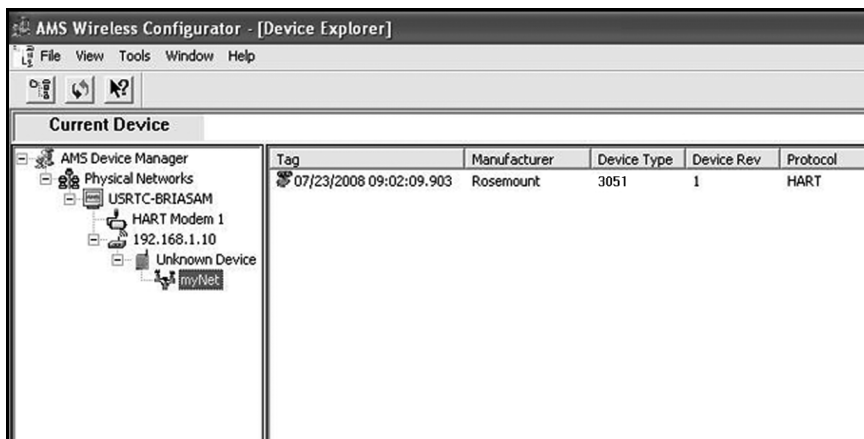 AMS Wireless Configurator - [Device Explorer]
File View Tools Window Help
Current Device
AMS Device Manager
Physical Networks
USRTC-BRIASAM
HART Modem 1
192.168.1.10
Unknown Device
myNet
Tag Manufacturer Device Type Device Rev Protocol
07/23/2008 09:02:09.903 Rosemount 3051 1 HART